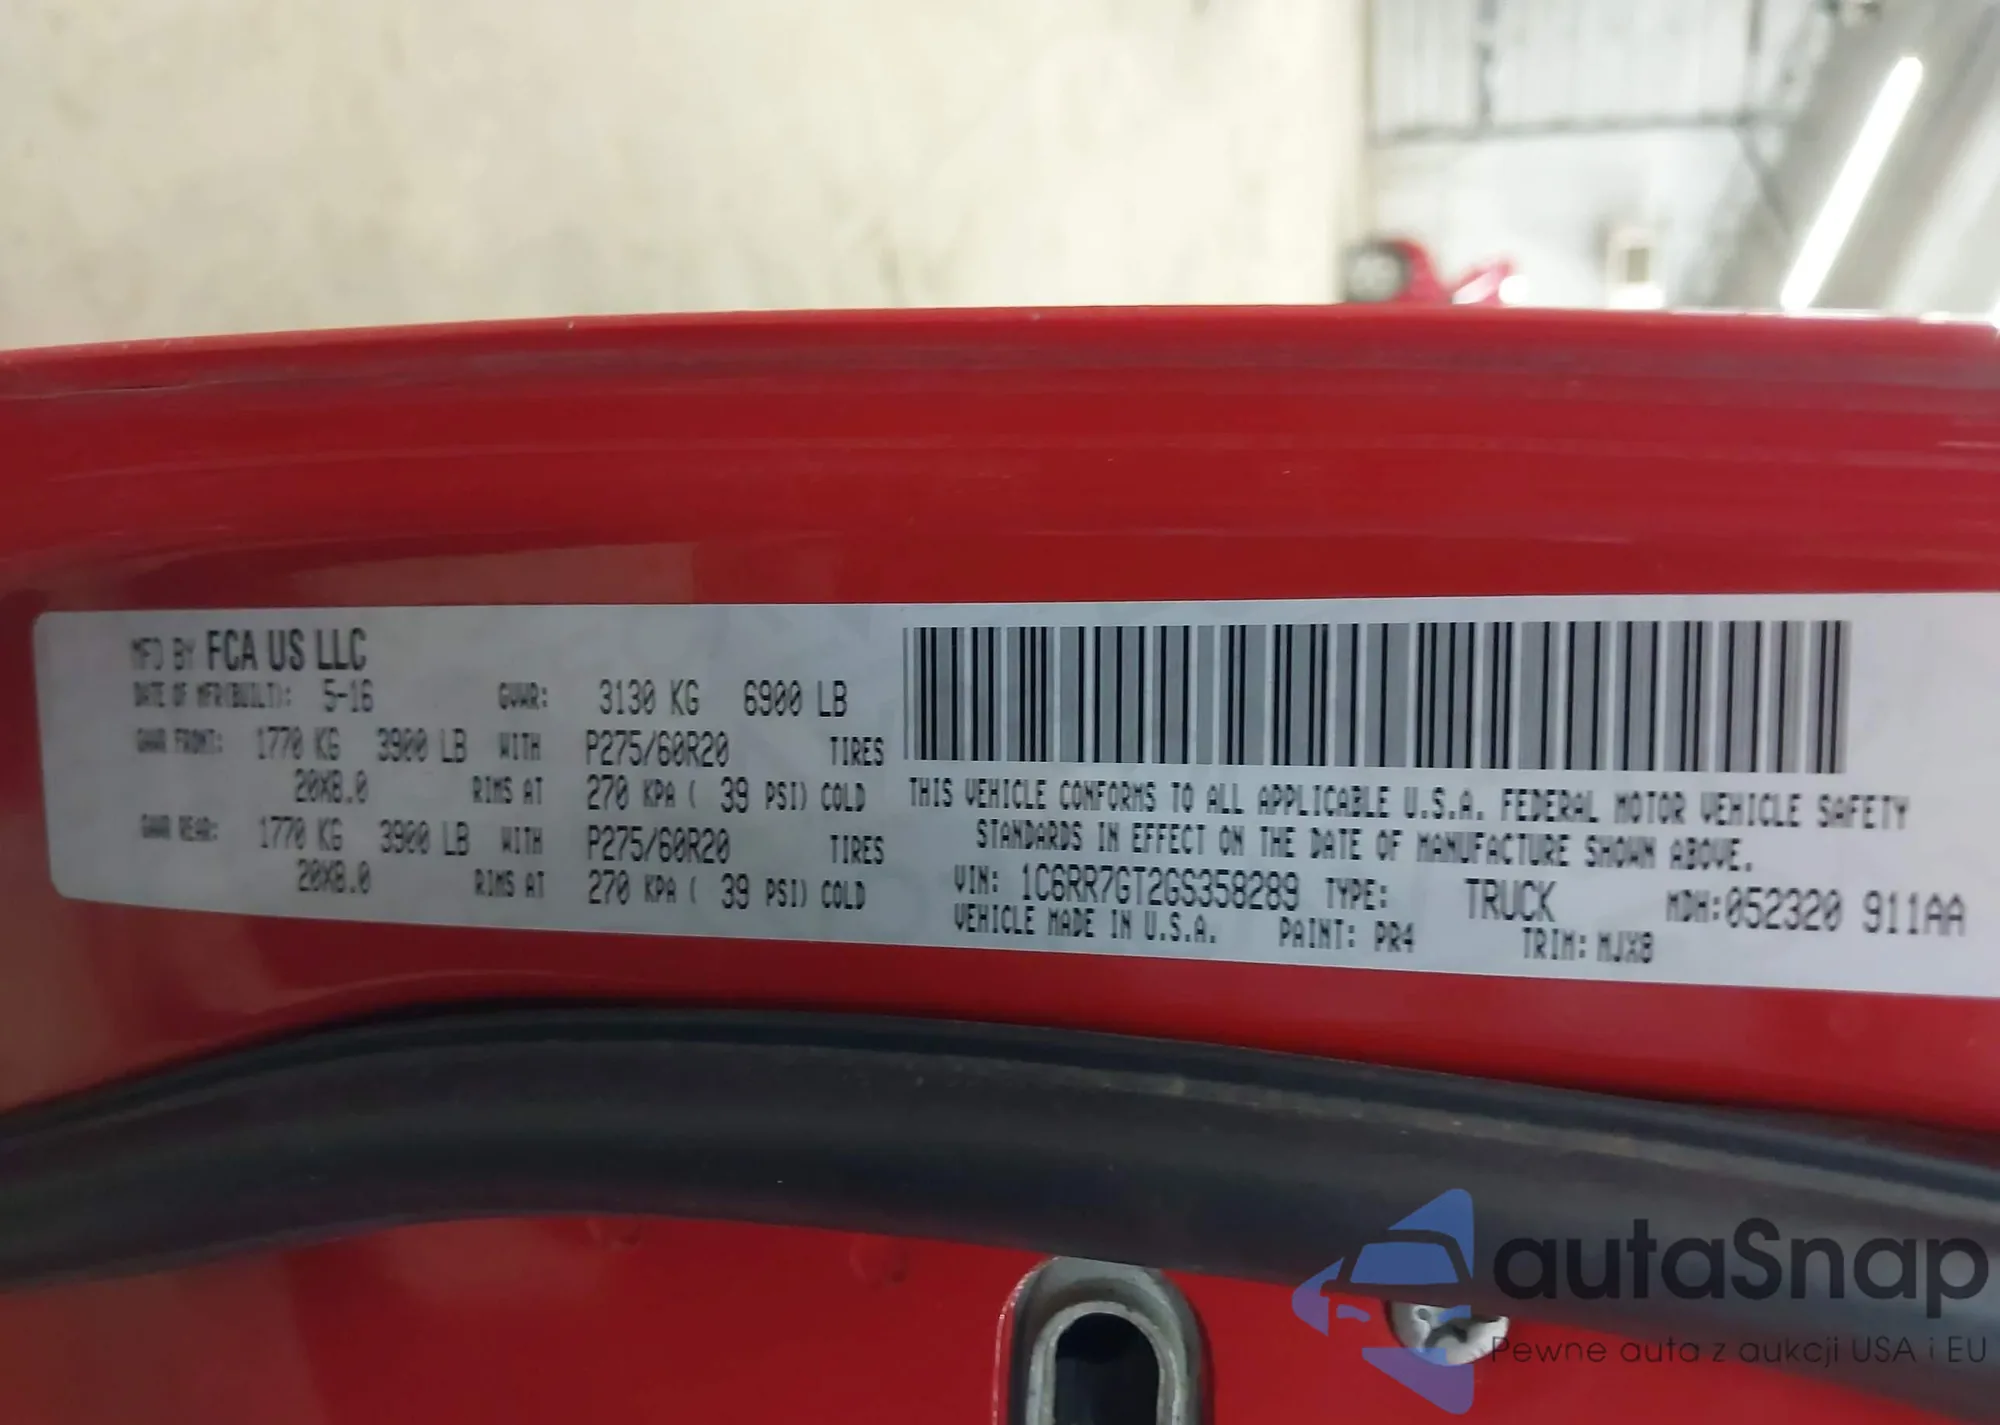 MFD BY FCA US LLC
DATE OF MFR(BUILT): 5-16 GVWR: 3130 KG 6900 LB
GAWR FRONT: 1770 KG 3900 LB WITH P275/60R20 TIRES
20X8.0 RIMS AT 270 KPA ( 39 PSI) COLD
GAWR REAR: 1770 KG 3900 LB WITH P275/60R20 TIRES
20X8.0 RIMS AT 270 KPA ( 39 PSI) COLD
THIS VEHICLE CONFORMS TO ALL APPLICABLE U.S.A. FEDERAL MOTOR VEHICLE SAFETY
STANDARDS IN EFFECT ON THE DATE OF MANUFACTURE SHOWN ABOVE.
VIN: 1C6RR7GT2GS358289 TYPE: TRUCK MDH:052320 911AA
VEHICLE MADE IN U.S.A. PAINT: PR4 TRIM: MJX8
autaSnap
Pewne auta z aukcji USA i EU